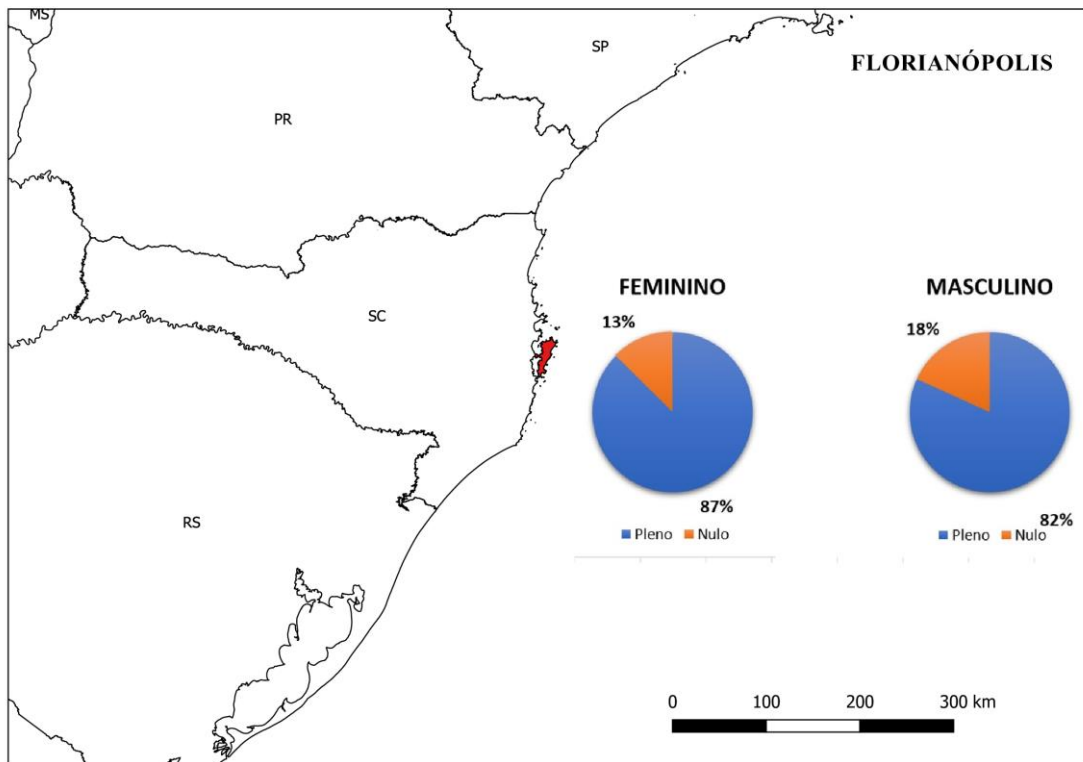 MS
SP
FLORIANÓPOLIS
PR
FEMININO
MASCULINO
13%
18%
SC
87%
82%
Pleno Nulo
Pleno Nulo
RS
0 100 200 300 km